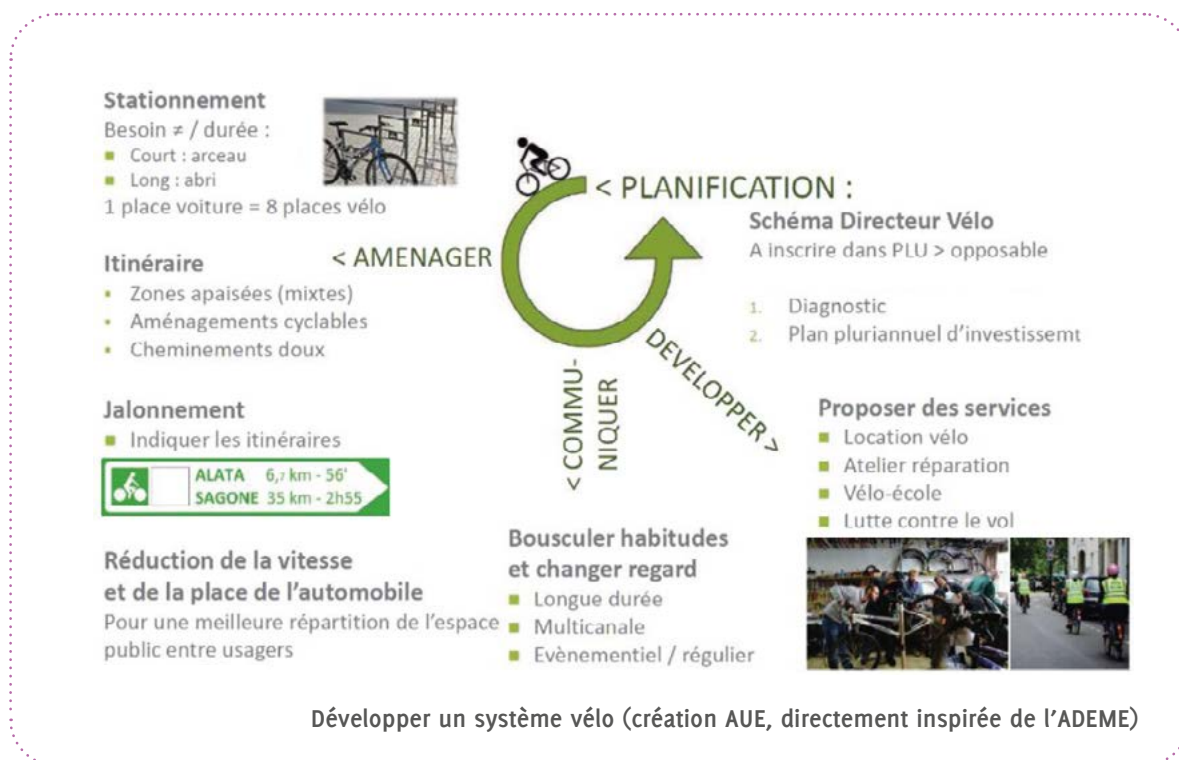 Stationnement
Besoin ≠ / durée :
Court : arceau
Long : abri
1 place voiture = 8 places vélo
Itinéraire
Zones apaisées (mixtes)
Aménagements cyclables
Cheminements doux
Jalonnement
Indiquer les itinéraires
ALATA 6,7 km - 56'
SAGONE 35 km - 2h55
Réduction de la vitesse
et de la place de l'automobile
Pour une meilleure répartition de l'espace
public entre usagers
< AMENAGER
< PLANIFICATION :
Schéma Directeur Vélo
A inscrire dans PLU > opposable
1. Diagnostic
2. Plan pluriannuel d'investissemt
DEVELOPPER >
Proposer des services
Location vélo
Atelier réparation
Vélo-école
Lutte contre le vol
< COMMU-
NIQUER
Bousculer habitudes
et changer regard
Longue durée
Multicanale
Evènementiel / régulier
Développer un système vélo (création AUE, directement inspirée de l'ADEME)